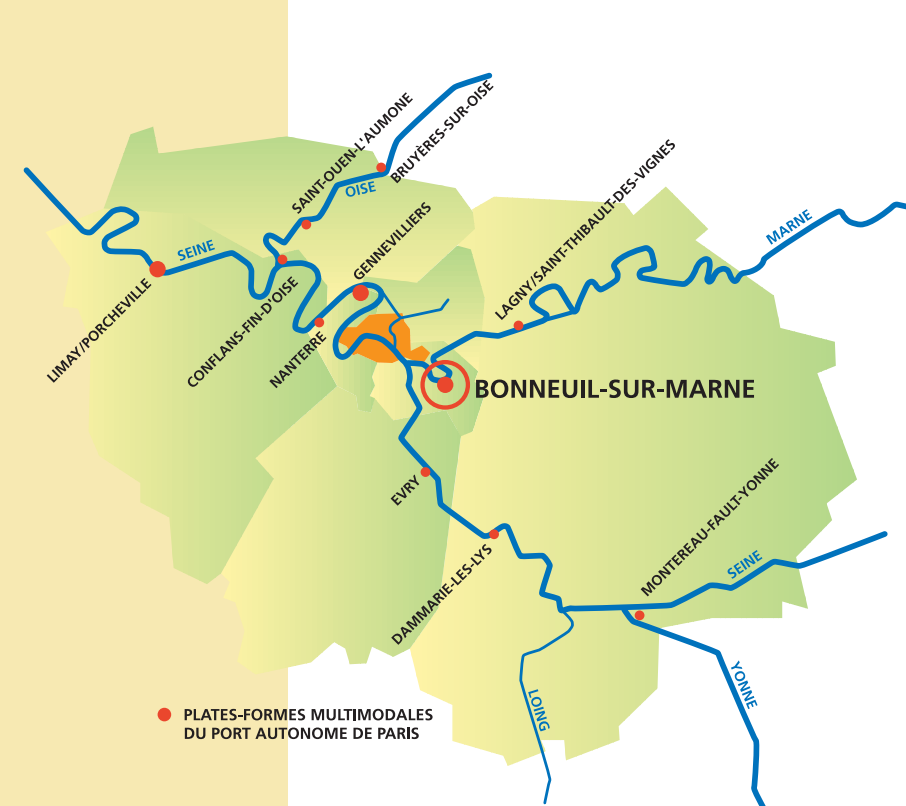 SAINT-OUEN-L'AUMONE
BRUYÈRES-SUR-OISE
OISE
GENNEVILLIERS
LAGNY/SAINT-THIBAULT-DES-VIGNES
MARNE
SEINE
LIMAY/PORCHEVILLE
CONFLANS-FIN-D'OISE
NANTERRE
BONNEUIL-SUR-MARNE
EVRY
MONTEREAU-FAULT-YONNE
DAMMARIE-LES-LYS
SEINE
YONNE
LOING
PLATES-FORMES MULTIMODALES
DU PORT AUTONOME DE PARIS